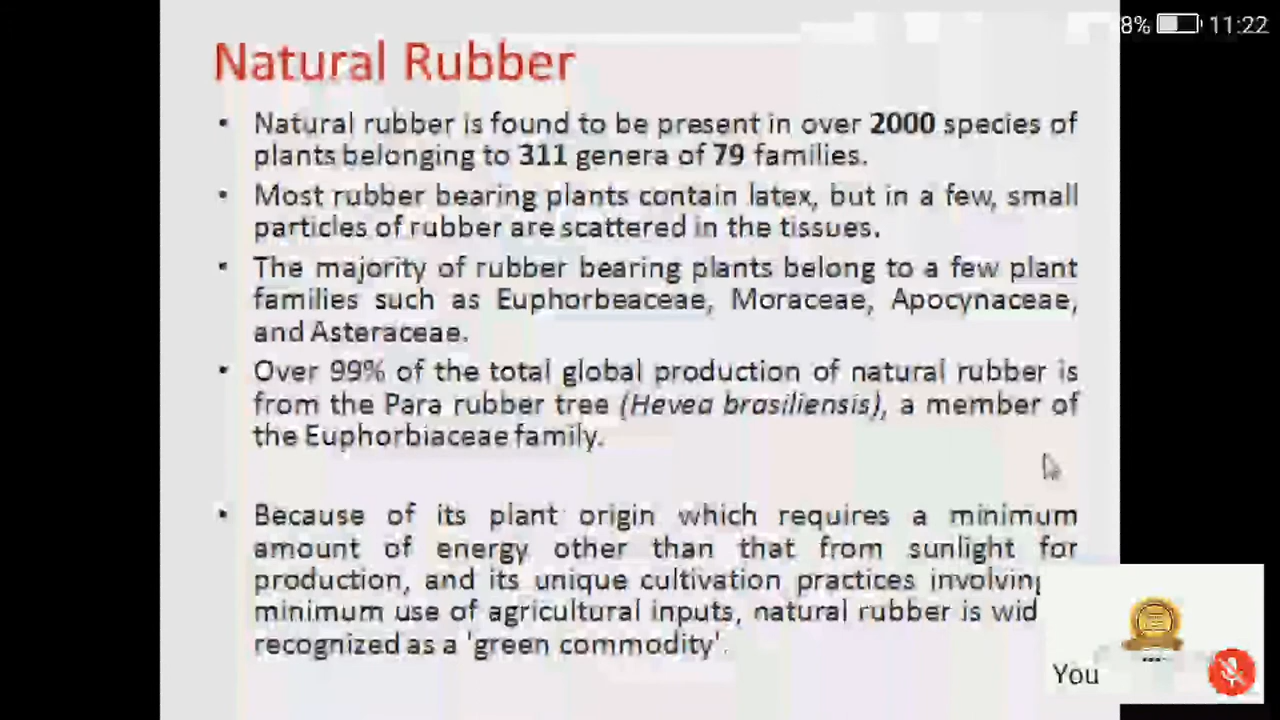 8% 11:22
Natural Rubber
• Natural rubber is found to be present in over 2000 species of
plants belonging to 311 genera of 79 families.
• Most rubber bearing plants contain latex, but in a few, small
particles of rubber are scattered in the tissues.
• The majority of rubber bearing plants belong to a few plant
families such as Euphorbeaceae, Moraceae, Apocynaceae,
and Asteraceae.
• Over 99% of the total global production of natural rubber is
from the Para rubber tree (Hevea brasiliensis), a member of
the Euphorbiaceae family.
• Because of its plant origin which requires a minimum
amount of energy other than that from sunlight for
production, and its unique cultivation practices involving
minimum use of agricultural inputs, natural rubber is wid
recognized as a 'green commodity'.
You